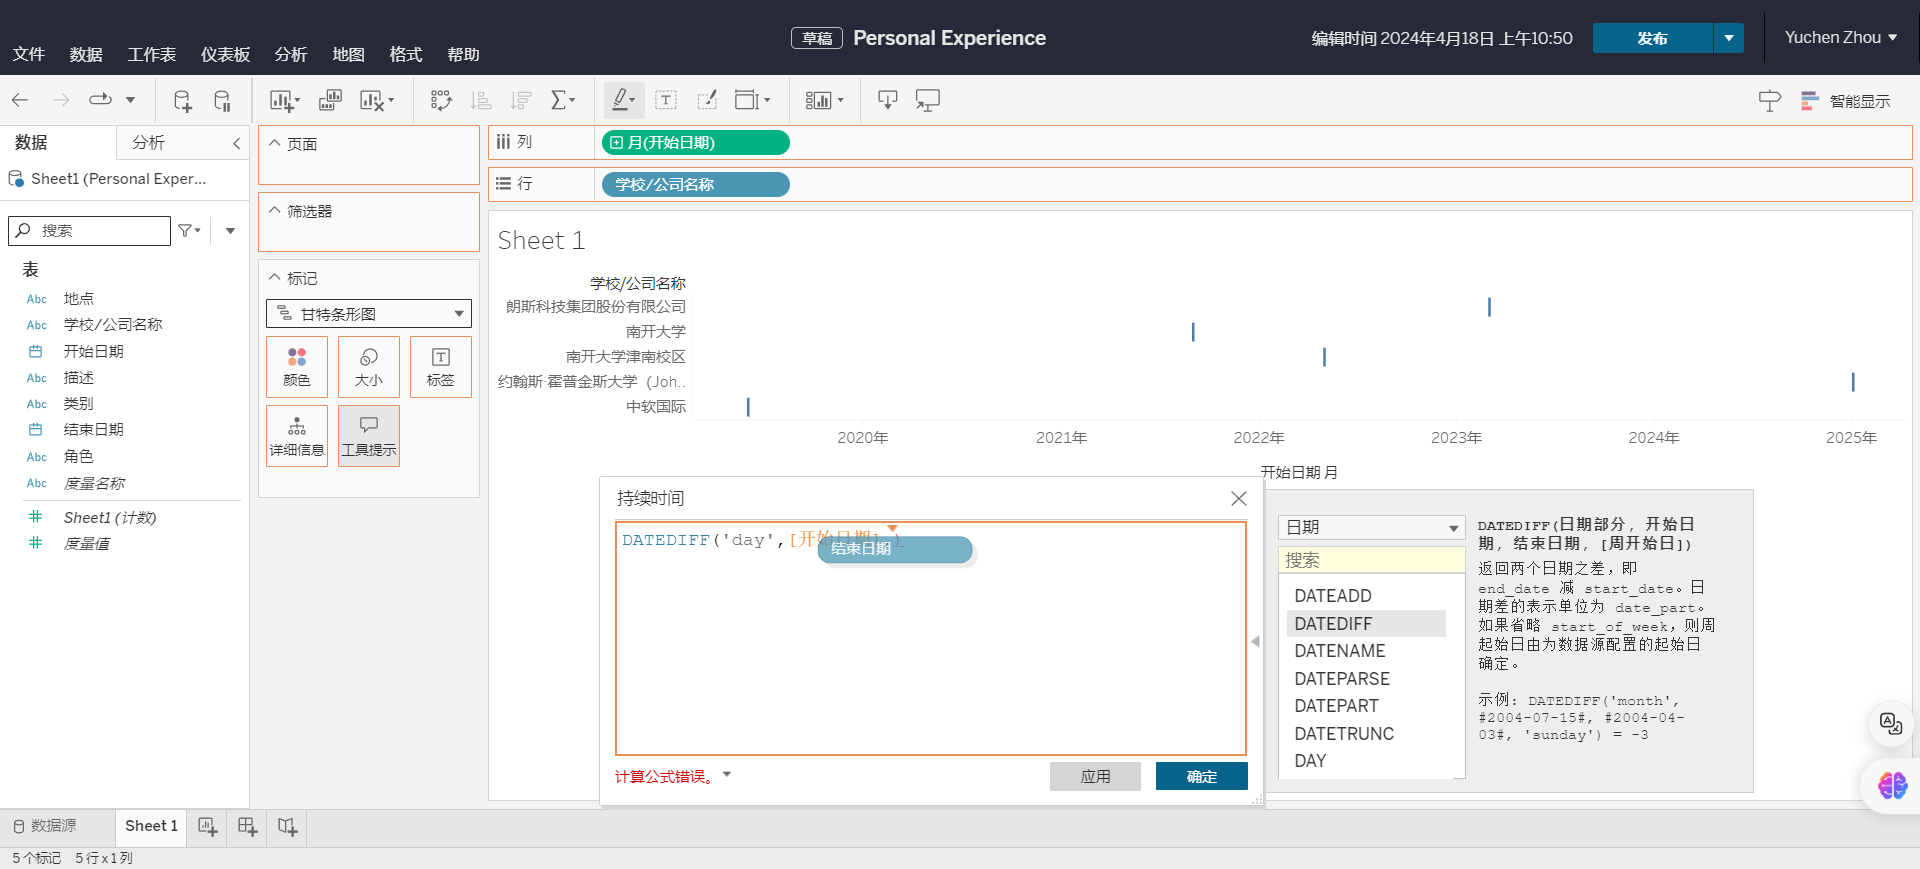 草稿 Personal Experience
编辑时间 2024年4月18日 上午10:50
发布
Yuchen Zhou
文件 数据 工作表 仪表板 分析 地图 格式 帮助
智能显示
数据 分析
Sheet1 (Personal Exper...
搜索
表
Abc 地点
Abc 学校/公司名称
开始日期
Abc 描述
Abc 类别
结束日期
Abc 角色
Abc 度量名称
Sheet1 (计数)
度量值
页面
筛选器
标记
甘特条形图
颜色 大小 标签
详细信息 工具提示
列 月(开始日期)
行 学校/公司名称
Sheet 1
学校/公司名称
朗斯科技集团股份有限公司
南开大学
南开大学津南校区
约翰斯·霍普金斯大学（Joh..
中软国际
2020年 2021年 2022年 2023年 2024年 2025年
开始日期 月
持续时间
DATEDIFF('day',[开始日期] )
结束日期
计算公式错误。
应用 确定
日期
搜索
DATEADD
DATEDIFF
DATENAME
DATEPARSE
DATEPART
DATETRUNC
DAY
DATEDIFF(日期部分, 开始日
期, 结束日期, [周开始日])
返回两个日期之差，即
end_date 减 start_date。日
期差的表示单位为 date_part。
如果省略 start_of_week，则周
起始日由为数据源配置的起始日
确定。
示例: DATEDIFF('month',
#2004-07-15#, #2004-04-
03#, 'sunday') = -3
数据源 Sheet 1
5个标记 5 行 x 1 列